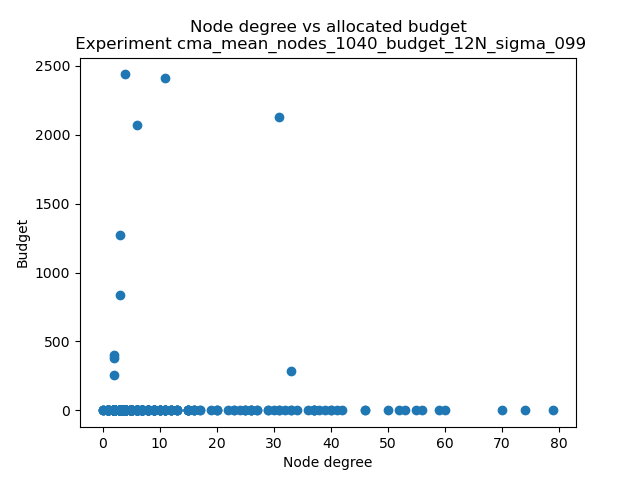 Node degree vs allocated budget
Experiment cma_mean_nodes_1040_budget_12N_sigma_099
2500
2000
1500
1000
500
0
Budget
0 10 20 30 40 50 60 70 80
Node degree